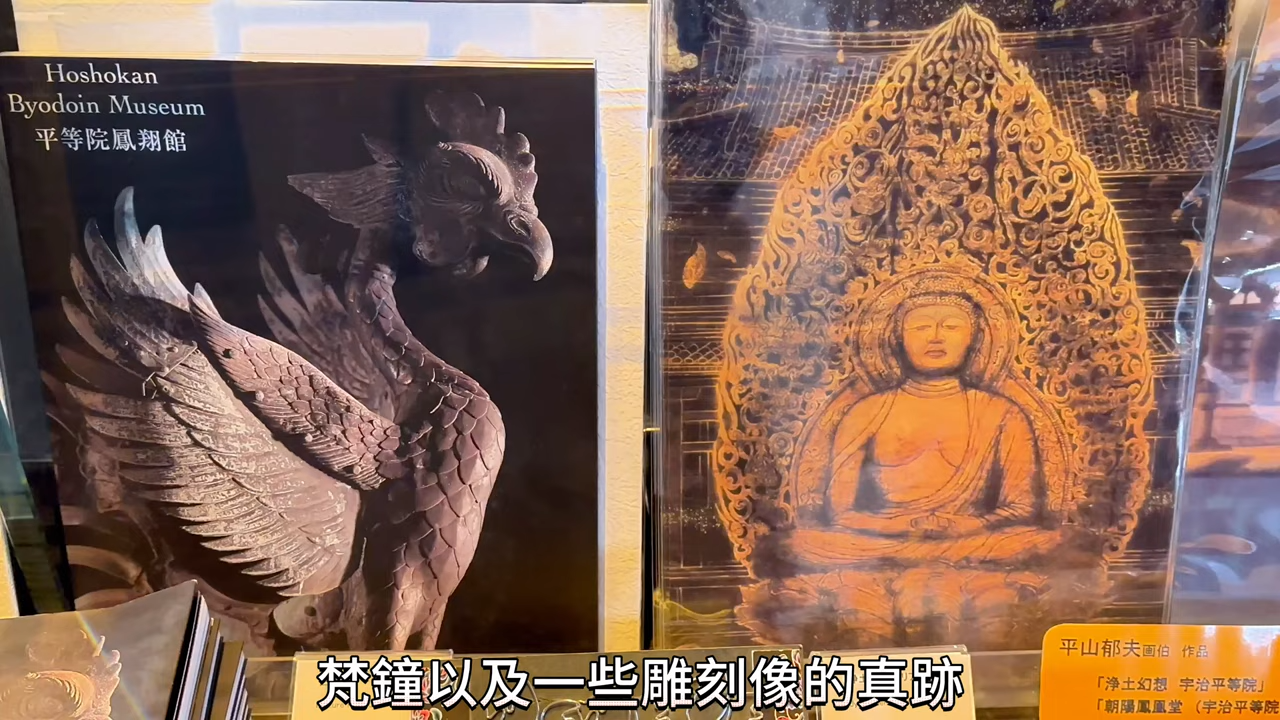 Hoshokan
Byodoin Museum
平等院鳳翔館
平山郁夫画伯 作品
「浄土幻想 宇治平等院」
「朝陽鳳凰堂 (宇治平等院
梵鐘以及一些雕刻像的真跡